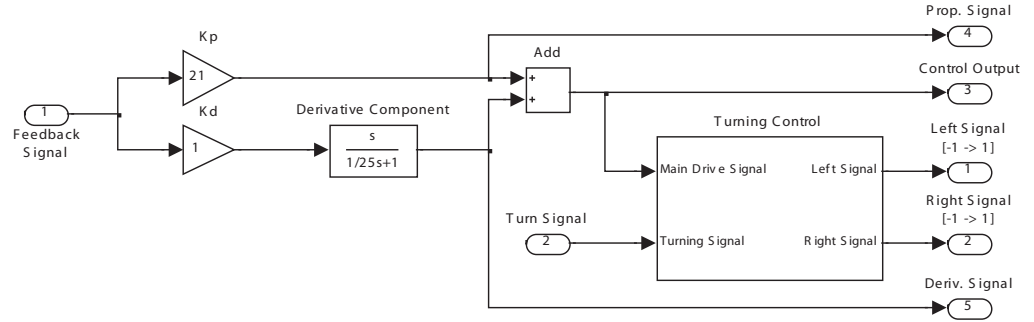 Prop. Signal
4
Kp
21
Add
+
+
Control Output
3
1
Feedback
Signal
Kd
1
Derivative Component
s
1/25s+1
Turning Control
Main Drive Signal
Left Signal
Turning Signal
Right Signal
Left Signal
[-1 -> 1]
1
Turn Signal
2
Right Signal
[-1 -> 1]
2
Deriv. Signal
5